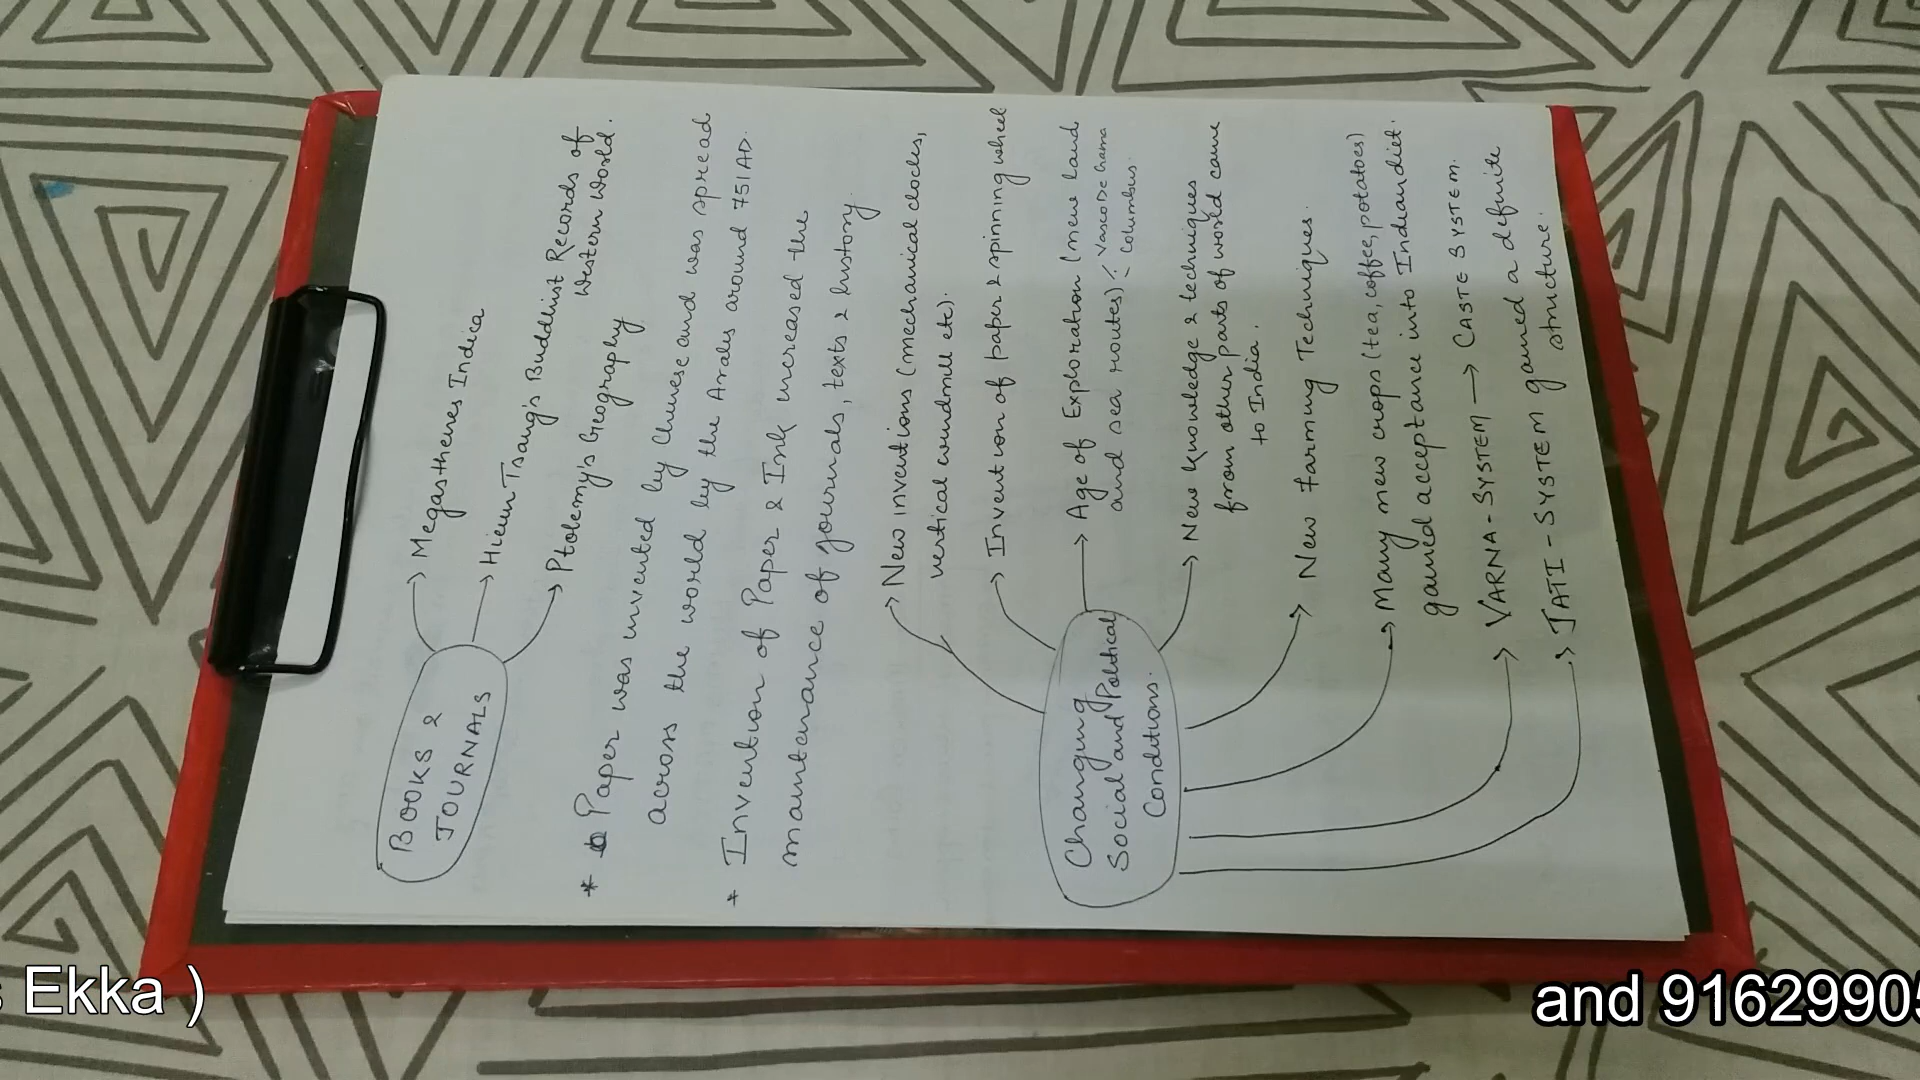 BOOKS &
JOURNALS
Megasthenes Indica
Hieun Tsang's Buddhist Records of
Western World.
Ptolemy's Geography
* Paper was invented by Chinese and was spread
across the world by the Arabs around 751 AD.
* Invention of Paper & Ink increased the
maintanance of journals, texts & history
Changing
Social and Political
Conditions.
New inventions (mechanical clocks,
vertical windmill etc).
Invention of paper & spinning wheel
Age of Exploration (new land
and sea routes)
Vasco De Gama
Columbus.
New knowledge & techniques
from other parts of world came
to India.
New Farming Techniques.
Many new crops (tea, coffee, potatoes)
gained acceptance into Indian diet.
VARNA-SYSTEM → CASTE SYSTEM.
JATI-SYSTEM gained a definite
structure.
Ekka )
and 9162990